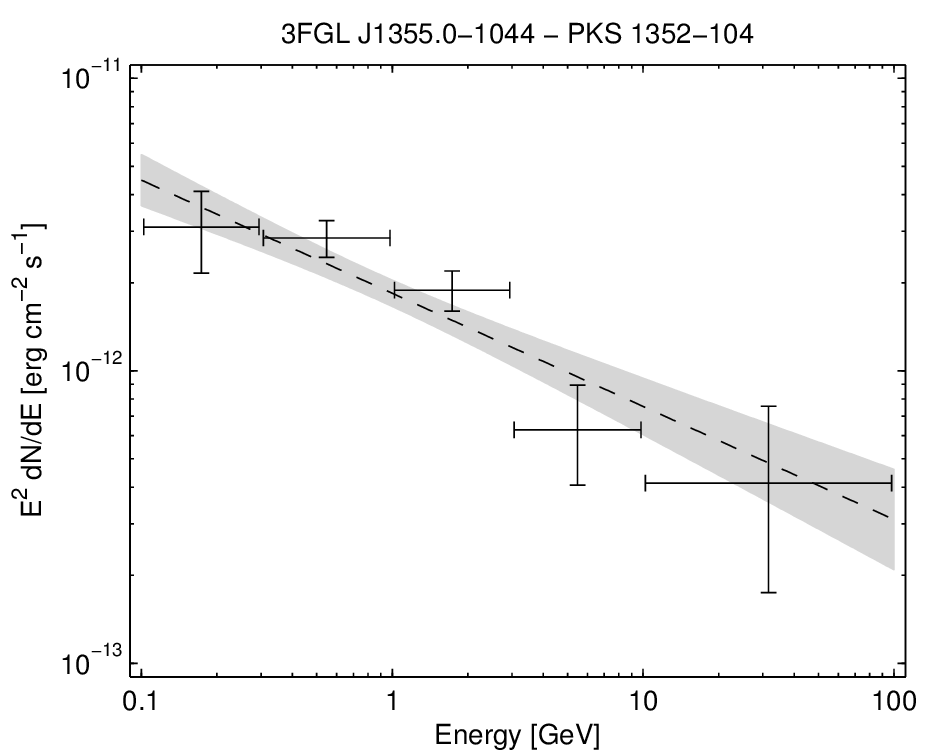 3FGL J1355.0−1044 − PKS 1352−104
10⁻¹¹
10⁻¹²
10⁻¹³
E² dN/dE [erg cm⁻² s⁻¹]
0.1 1 10 100
Energy [GeV]